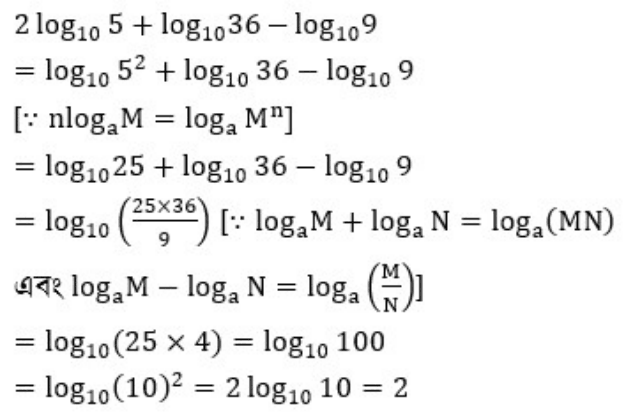 2 log₁₀ 5 + log₁₀36 − log₁₀9
= log₁₀ 5² + log₁₀ 36 − log₁₀ 9
[∵ nlogₐM = logₐ Mⁿ]
= log₁₀25 + log₁₀ 36 − log₁₀ 9
= log₁₀ (25×36/9) [∵ logₐM + logₐ N = logₐ(MN)
এবং logₐM − logₐ N = logₐ (M/N)]
= log₁₀(25 × 4) = log₁₀ 100
= log₁₀(10)² = 2 log₁₀ 10 = 2